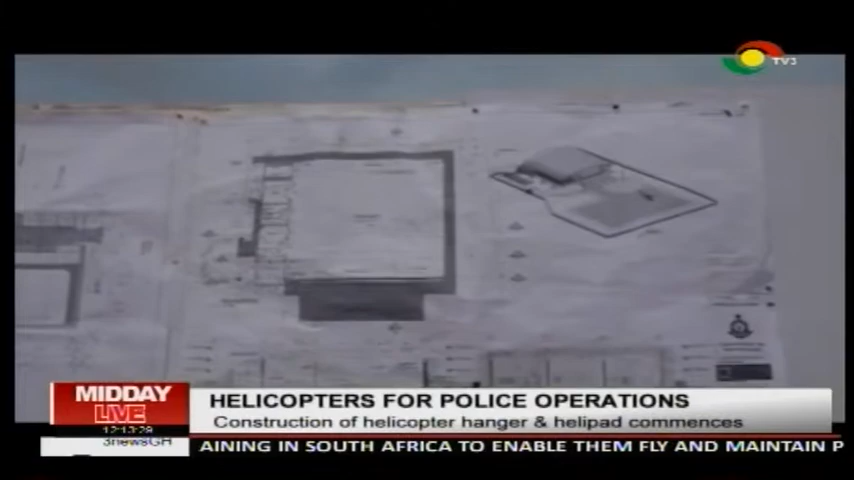 TV3
HELICOPTERS FOR POLICE OPERATIONS
MIDDAY
LIVE
Construction of helicopter hanger & helipad commences
12:13:29
3newsGH
AINING IN SOUTH AFRICA TO ENABLE THEM FLY AND MAINTAIN P